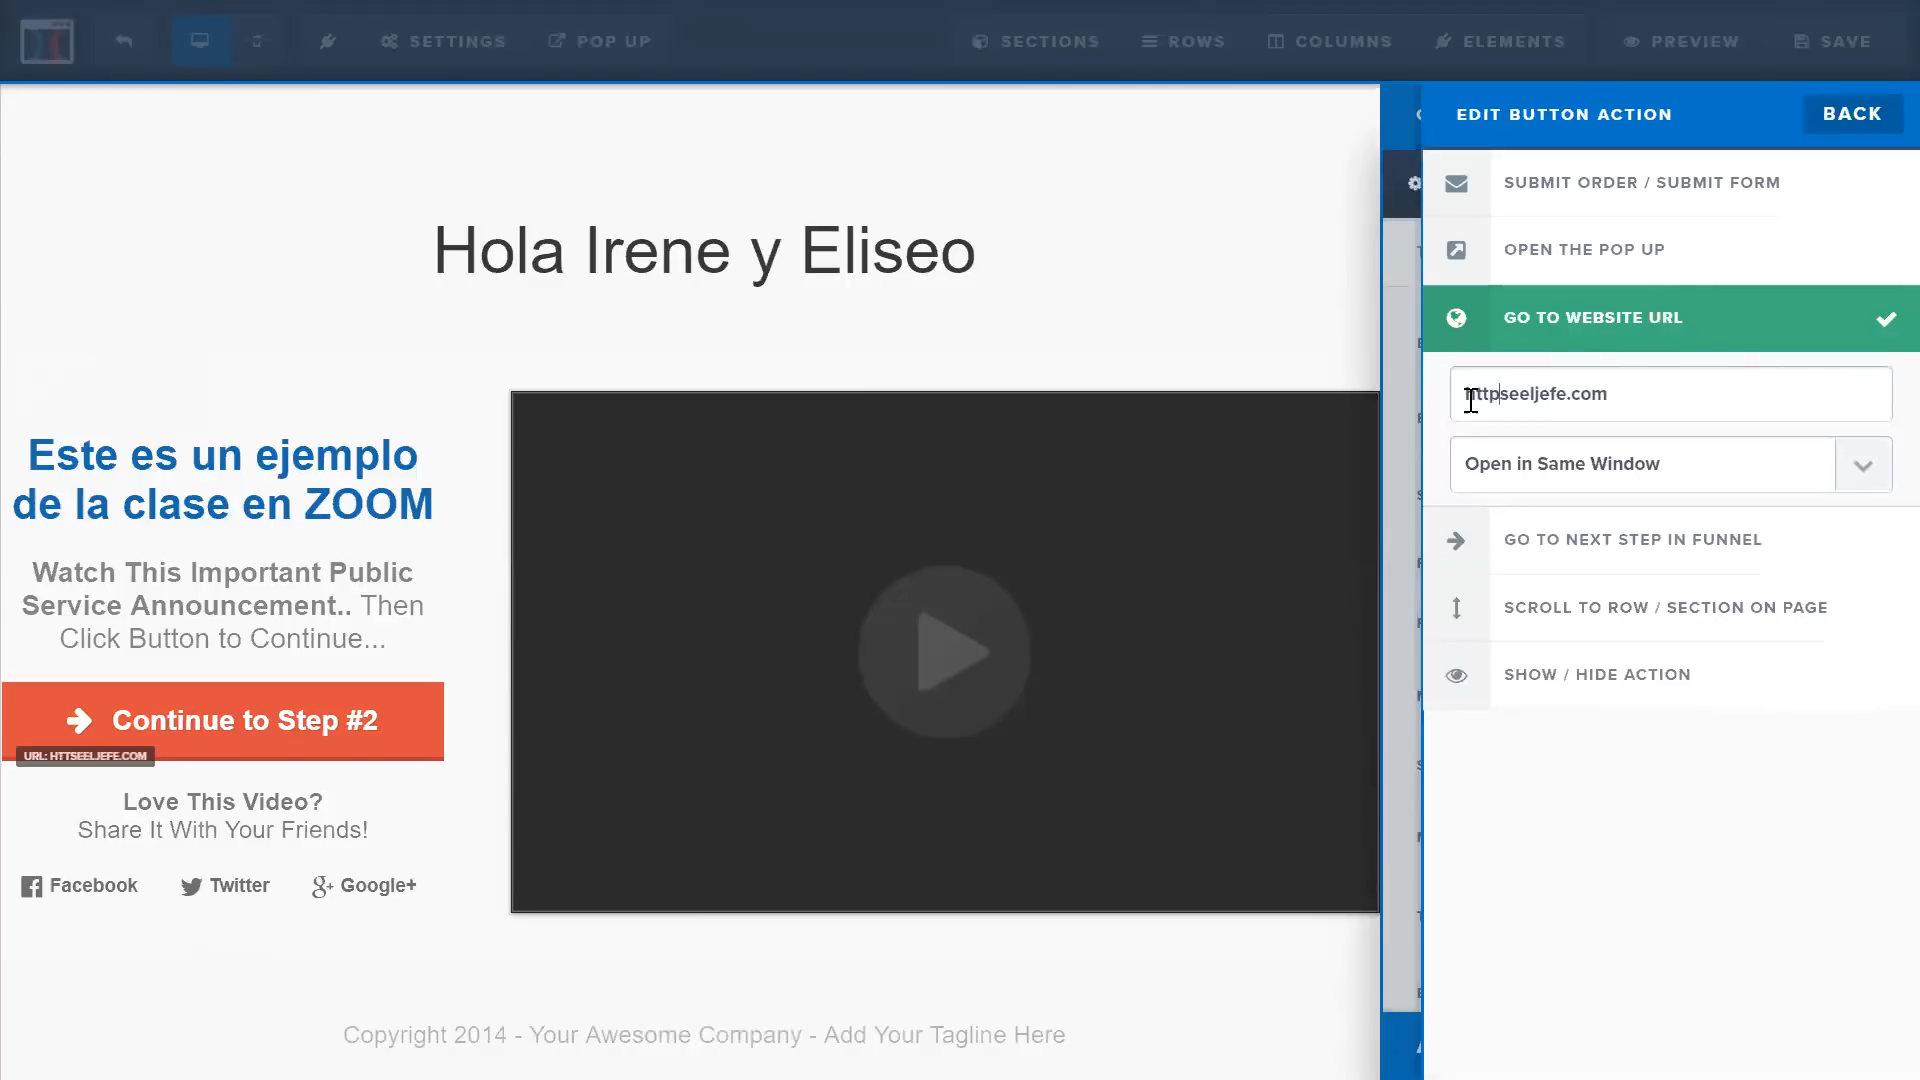 SETTINGS
POP UP
SECTIONS
ROWS
COLUMNS
ELEMENTS
PREVIEW
SAVE
EDIT BUTTON ACTION
BACK
SUBMIT ORDER / SUBMIT FORM
OPEN THE POP UP
GO TO WEBSITE URL
httpseeljefe.com
Open in Same Window
GO TO NEXT STEP IN FUNNEL
SCROLL TO ROW / SECTION ON PAGE
SHOW / HIDE ACTION
Hola Irene y Eliseo
Este es un ejemplo
de la clase en ZOOM
Watch This Important Public
Service Announcement.. Then
Click Button to Continue...
Continue to Step #2
URL: HTTSEELJEFE.COM
Love This Video?
Share It With Your Friends!
Facebook
Twitter
Google+
Copyright 2014 - Your Awesome Company - Add Your Tagline Here